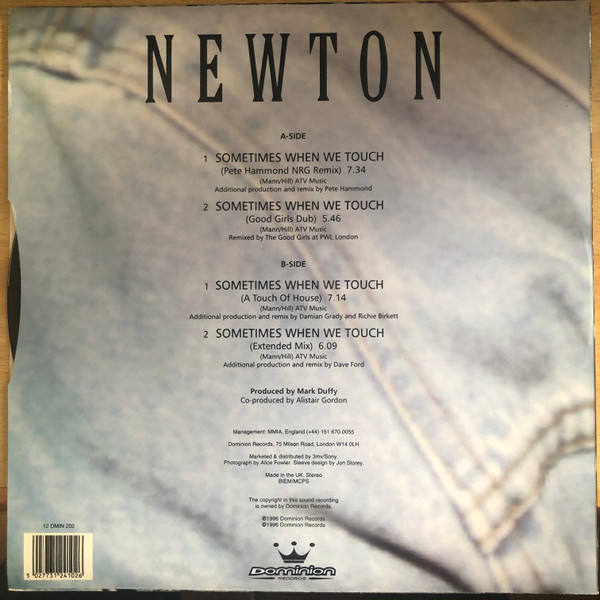 NEWTON
A-SIDE
1 SOMETIMES WHEN WE TOUCH
(Pete Hammond NRG Remix) 7.34
(Mann/Hill) ATV Music
Additional production and remix by Pete Hammond
2 SOMETIMES WHEN WE TOUCH
(Good Girls Dub) 5.46
(Mann/Hill) ATV Music
Remixed by The Good Girls at PWL London
B-SIDE
1 SOMETIMES WHEN WE TOUCH
(A Touch Of House) 7.14
(Mann/Hill) ATV Music
Additional production and remix by Damian Grady and Richie Birkett
2 SOMETIMES WHEN WE TOUCH
(Extended Mix) 6.09
(Mann/Hill) ATV Music
Additional production and remix by Dave Ford
Produced by Mark Duffy
Co-produced by Alistair Gordon
Management: MMIA, England (+44) 151 670 0055
Dominion Records, 75 Milson Road, London W14 0LH
Marketed & distributed by 3mv/Sony.
Photograph by Alice Fowler. Sleeve design by Jon Storey.
Made in the UK. Stereo
BIEM/MCPS
The copyright in this sound recording
is owned by Dominion Records.
℗1996 Dominion Records
©1996 Dominion Records
12 DMIN 202
5 027731 241026
Dominion
RECORDS